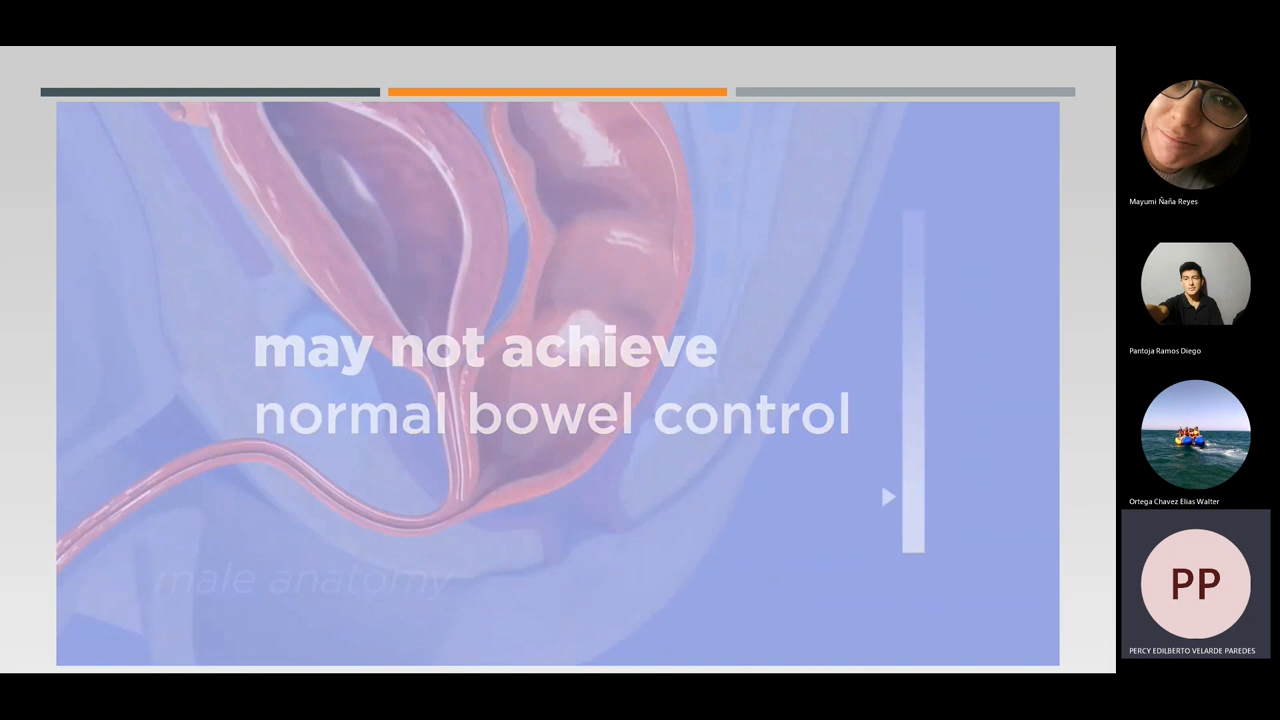 may not achieve
normal bowel control
male anatomy
Mayumi Ñaña Reyes
Pantoja Ramos Diego
Ortega Chavez Elias Walter
PP
PERCY EDILBERTO VELARDE PAREDES